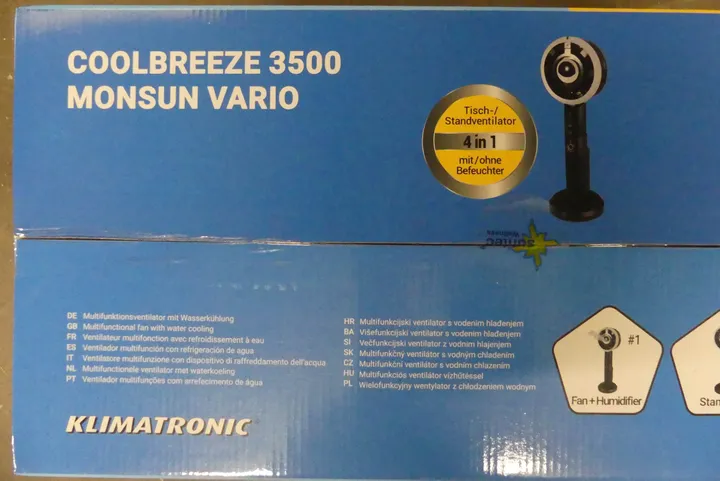 COOLBREEZE 3500
MONSUN VARIO
Tisch-/
Standventilator
4 in 1
mit/ohne
Befeuchter
suntec
wellness
DE Multifunktionsventilator mit Wasserkühlung
GB Multifunctional fan with water cooling
FR Ventilateur multifonction avec refroidissement à eau
ES Ventilador multifunción con refrigeración de agua
IT Ventilatore multifunzione con dispositivo di raffreddamento dell'acqua
NL Multifunctionele ventilator met waterkoeling
PT Ventilador multifunções com arrefecimento de água
HR Multifunkcijski ventilator s vodenim hlađenjem
BA Višefunkcijski ventilator s vodenim hlađenjem
SI Večfunkcijski ventilator z vodnim hlajenjem
SK Multifunkčný ventilátor s vodným chladením
CZ Multifunkční ventilátor s vodním chlazením
HU Multifunkciós ventilátor vízhűtéssel
PL Wielofunkcyjny wentylator z chłodzeniem wodnym
#1
Fan + Humidifier
Stan
KLIMATRONIC